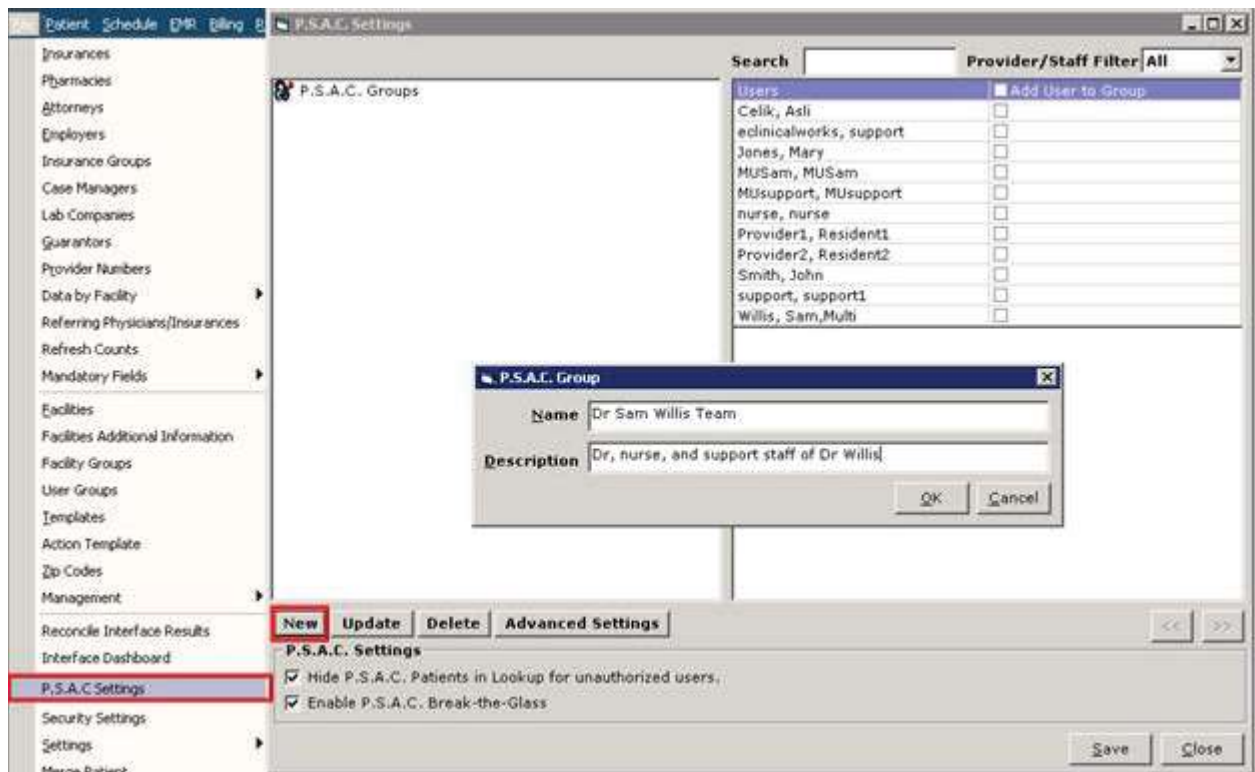 Patient Schedule EMR Billing
P.S.A.C. Settings
Insurances
Pharmacies
Attorneys
Employers
Insurance Groups
Case Managers
Lab Companies
Guarantors
Provider Numbers
Data by Facility
Referring Physicians/Insurances
Refresh Counts
Mandatory Fields
Facilities
Facilities Additional Information
Facility Groups
User Groups
Templates
Action Template
Zip Codes
Management
Reconcile Interface Results
Interface Dashboard
P.S.A.C Settings
Security Settings
Settings
Merge Patient
Search Provider/Staff Filter All
P.S.A.C. Groups
Users Add User to Group
Celik, Asli
eclinicalworks, support
Jones, Mary
MUSam, MUSam
MUsupport, MUsupport
nurse, nurse
Provider1, Resident1
Provider2, Resident2
Smith, John
support, support1
Willis, Sam,Multi
P.S.A.C. Group
Name Dr Sam Willis Team
Description Dr, nurse, and support staff of Dr Willis
OK Cancel
New Update Delete Advanced Settings << >>
P.S.A.C. Settings
Hide P.S.A.C. Patients in Lookup for unauthorized users.
Enable P.S.A.C. Break-the-Glass
Save Close